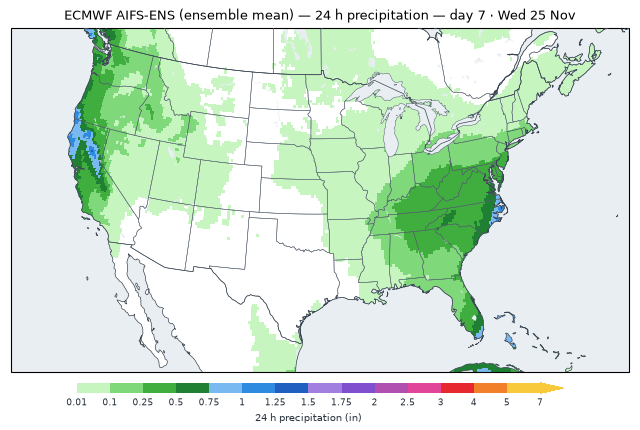 ECMWF AIFS-ENS (ensemble mean) — 24 h precipitation — day 7 · Wed 25 Nov
0.01 0.1 0.25 0.5 0.75 1 1.25 1.5 1.75 2 2.5 3 4 5 7
24 h precipitation (in)